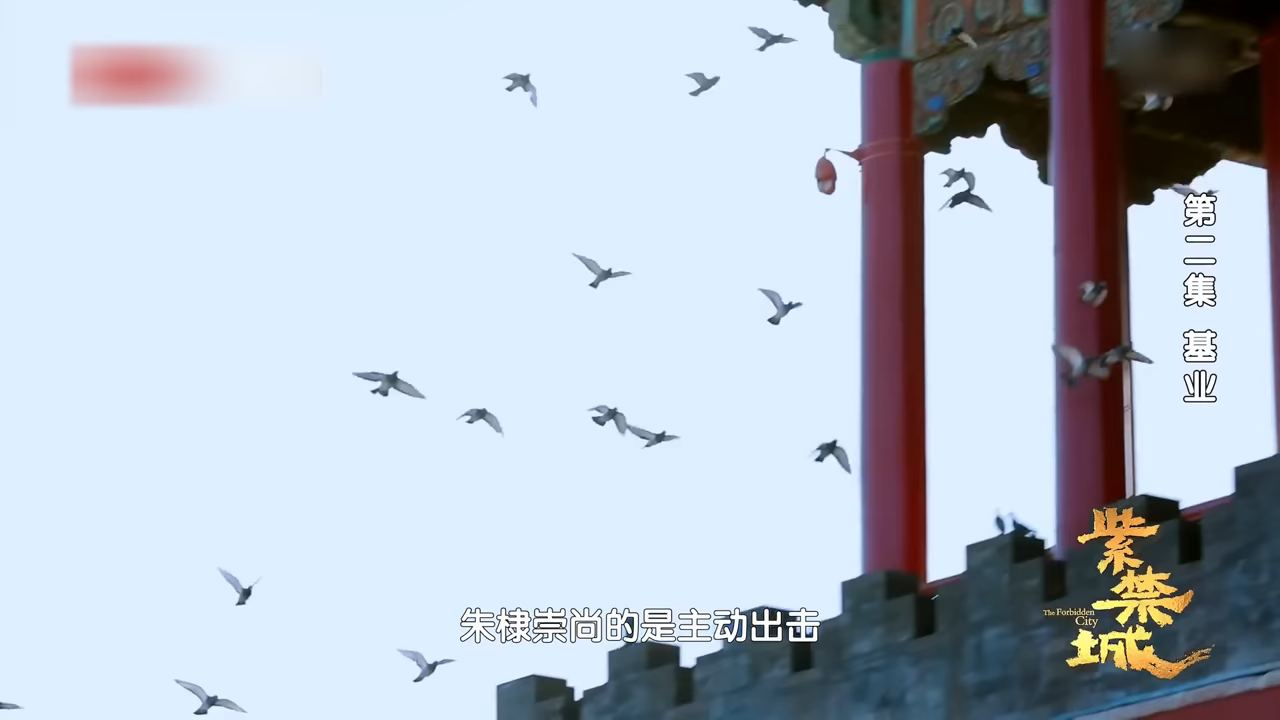 第二集 基业
紫禁城
The Forbidden
City
朱棣崇尚的是主动出击